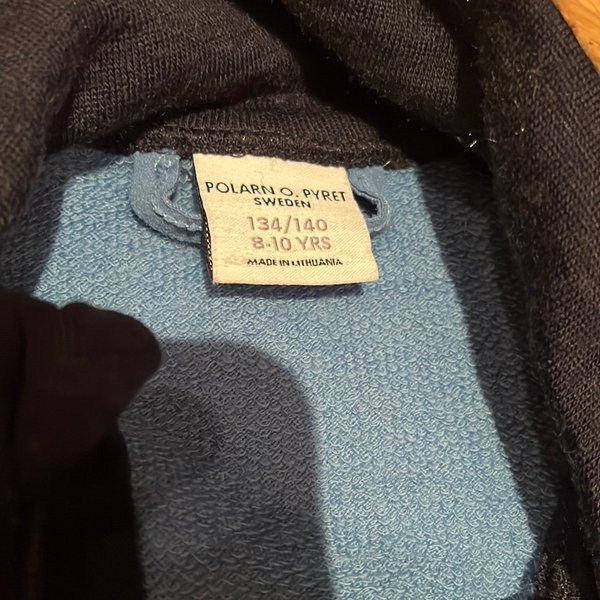 POLARN O. PYRET
SWEDEN
134/140
8-10 YRS
MADE IN LITHUANIA